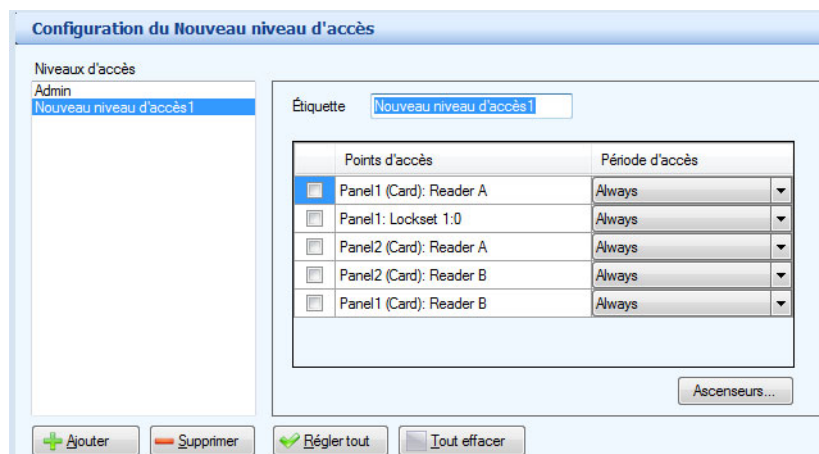 Configuration du Nouveau niveau d'accès
Niveaux d'accès
Admin
Nouveau niveau d'accès1
Étiquette Nouveau niveau d'accès1
Points d'accès Période d'accès
Panel1 (Card): Reader A Always
Panel1: Lockset 1:0 Always
Panel2 (Card): Reader A Always
Panel2 (Card): Reader B Always
Panel1 (Card): Reader B Always
Ascenseurs...
Ajouter Supprimer Régler tout Tout effacer